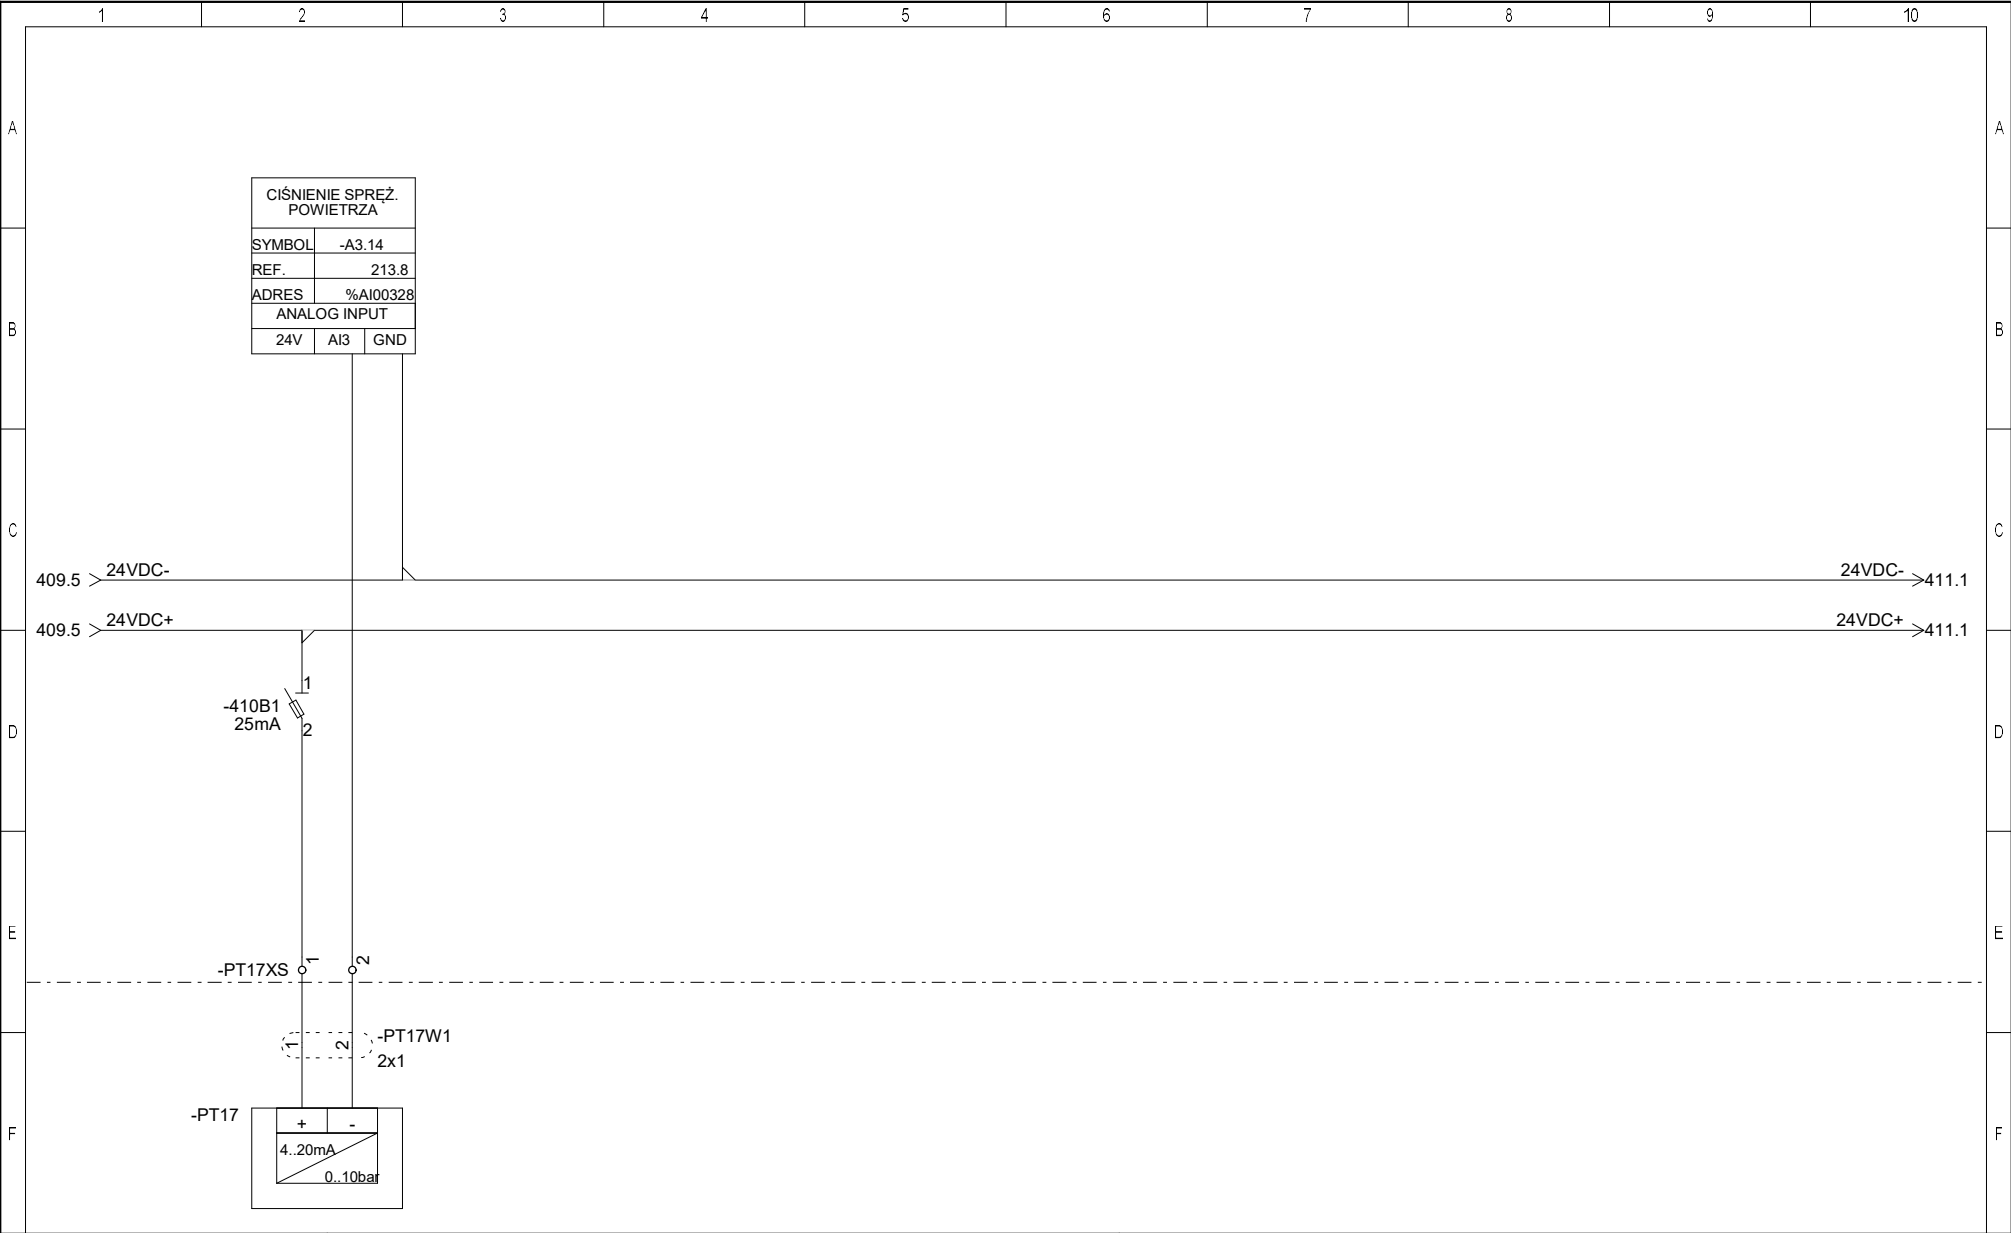 1 2 3 4 5 6 7 8 9 10
A A
CIŚNIENIE SPRĘŻ.
POWIETRZA
SYMBOL -A3.14
REF. 213.8
ADRES %AI00328
ANALOG INPUT
B B
24V AI3 GND
C C
409.5 24VDC- 24VDC- 411.1
409.5 24VDC+ 24VDC+ 411.1
1
-410B1
25mA
2
D D
E E
-PT17XS 1 2
-PT17W1
1 2
2x1
-PT17
+ -
F F
4..20mA
0..10bar